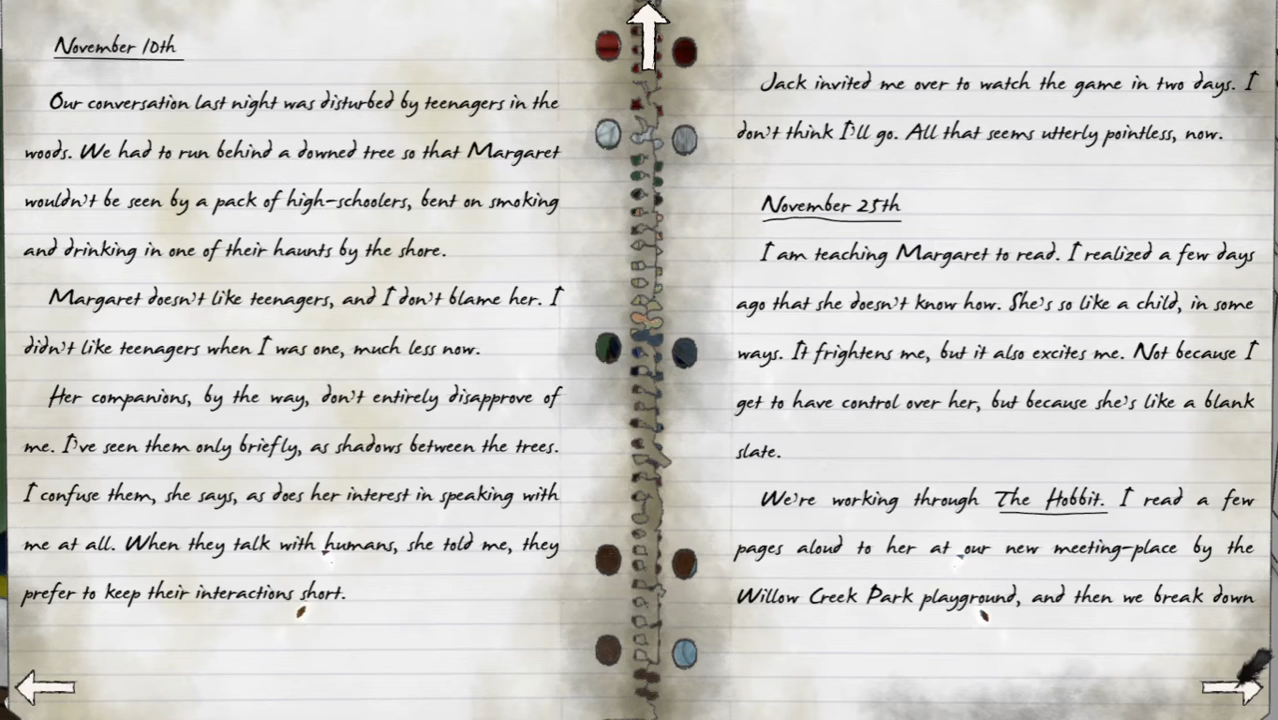 November 10th
Our conversation last night was disturbed by teenagers in the
woods. We had to run behind a downed tree so that Margaret
wouldn't be seen by a pack of high-schoolers, bent on smoking
and drinking in one of their haunts by the shore.
Margaret doesn't like teenagers, and I don't blame her. I
didn't like teenagers when I was one, much less now.
Her companions, by the way, don't entirely disapprove of
me. I've seen them only briefly, as shadows between the trees.
I confuse them, she says, as does her interest in speaking with
me at all. When they talk with humans, she told me, they
prefer to keep their interactions short.
Jack invited me over to watch the game in two days. I
don't think I'll go. All that seems utterly pointless, now.
November 25th
I am teaching Margaret to read. I realized a few days
ago that she doesn't know how. She's so like a child, in some
ways. It frightens me, but it also excites me. Not because I
get to have control over her, but because she's like a blank
slate.
We're working through The Hobbit. I read a few
pages aloud to her at our new meeting-place by the
Willow Creek Park playground, and then we break down